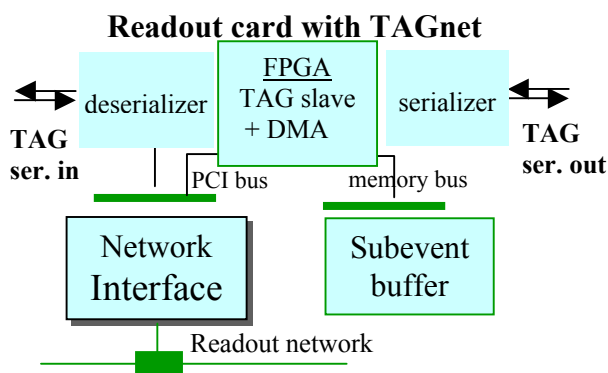 Readout card with TAGnet
FPGA
TAG slave
+ DMA
deserializer
serializer
TAG
ser. in
TAG
ser. out
PCI bus
memory bus
Network
Interface
Subevent
buffer
Readout network